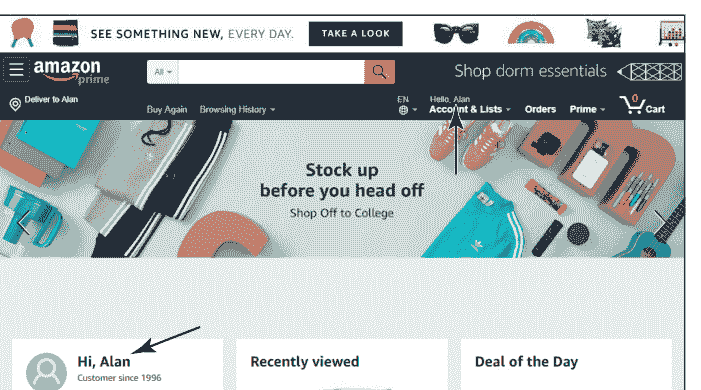 SEE SOMETHING NEW, EVERY DAY. TAKE A LOOK
amazon
prime
All
Shop dorm essentials
Deliver to Alan
Buy Again Browsing History
EN
Hello, Alan
Account & Lists Orders Prime 0 Cart
Stock up
before you head off
Shop Off to College
Hi, Alan
Customer since 1996
Recently viewed
Deal of the Day